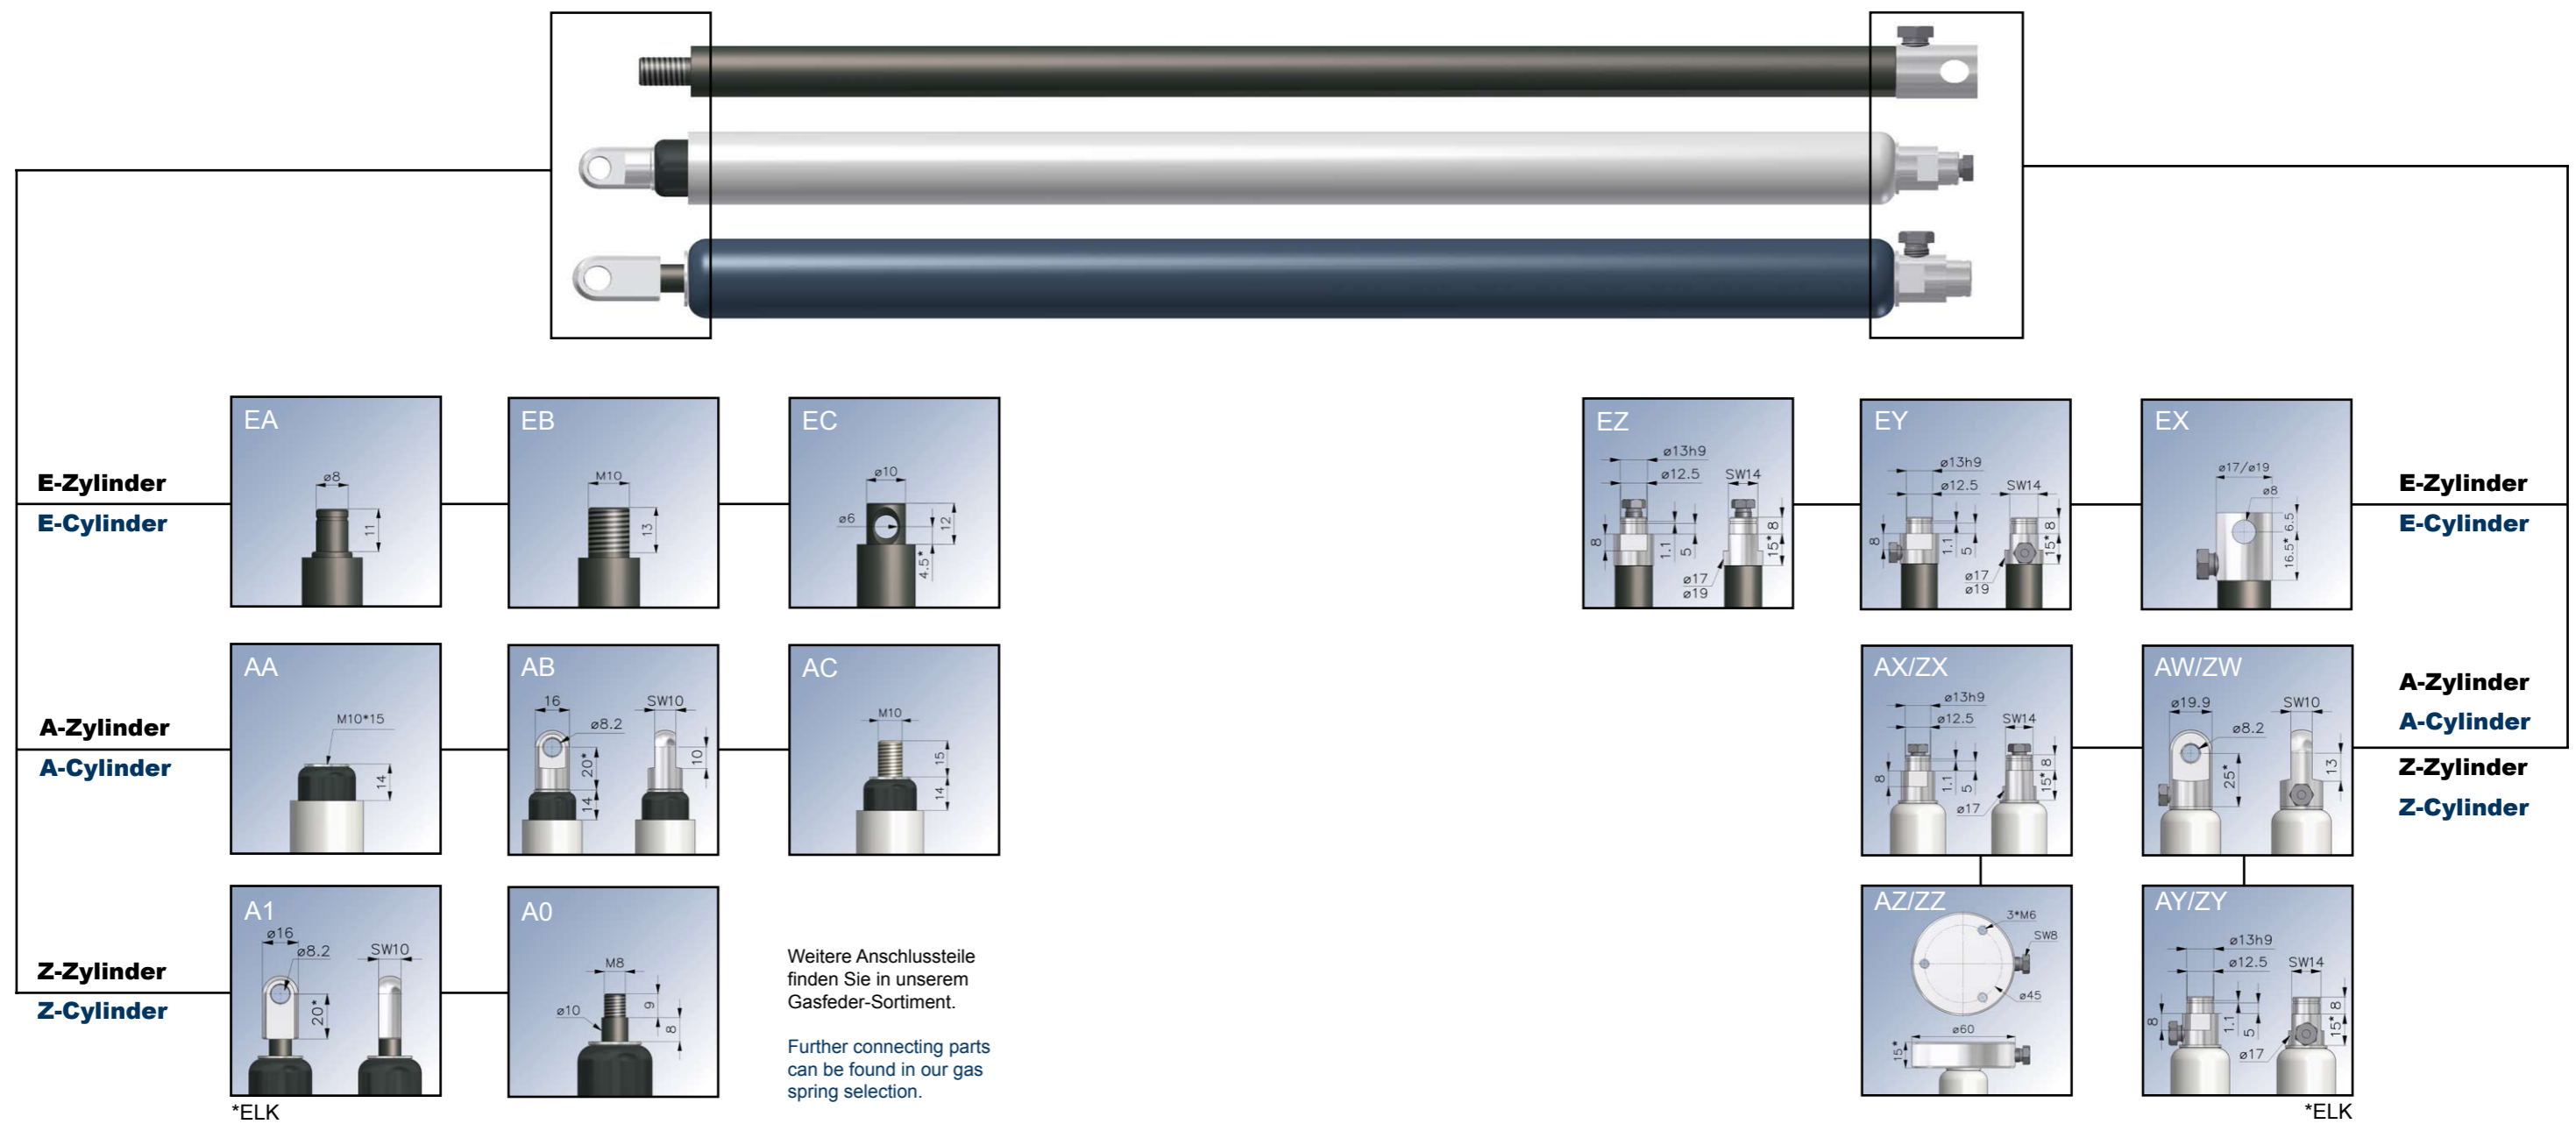 EA
ø8
11
EB
M10
13
EC
ø10
ø6
12
4.5*
EZ
ø13h9
ø12.5
SW14
8
1.1
5
8
15*
ø17
ø19
EY
ø13h9
ø12.5
SW14
8
1.1
5
8
15*
ø17
ø19
EX
ø17/ø19
ø8
6.5
16.5*
E-Zylinder
E-Cylinder
E-Zylinder
E-Cylinder
AA
M10*15
14
AB
16
SW10
ø8.2
20*
10
14
AC
M10
15
14
AX/ZX
ø13h9
ø12.5
SW14
8
1.1
5
8
15*
ø17
AW/ZW
ø19.9
SW10
ø8.2
25*
13
A-Zylinder
A-Cylinder
A-Zylinder
A-Cylinder
Z-Zylinder
Z-Cylinder
A1
ø16
ø8.2
SW10
20*
A0
M8
ø10
9
8
Z-Zylinder
Z-Cylinder
Weitere Anschlussteile
finden Sie in unserem
Gasfeder-Sortiment.
Further connecting parts
can be found in our gas
spring selection.
AZ/ZZ
3*M6
SW8
ø45
ø60
15*
AY/ZY
ø13h9
ø12.5
SW14
8
1.1
5
8
15*
ø17
*ELK
*ELK